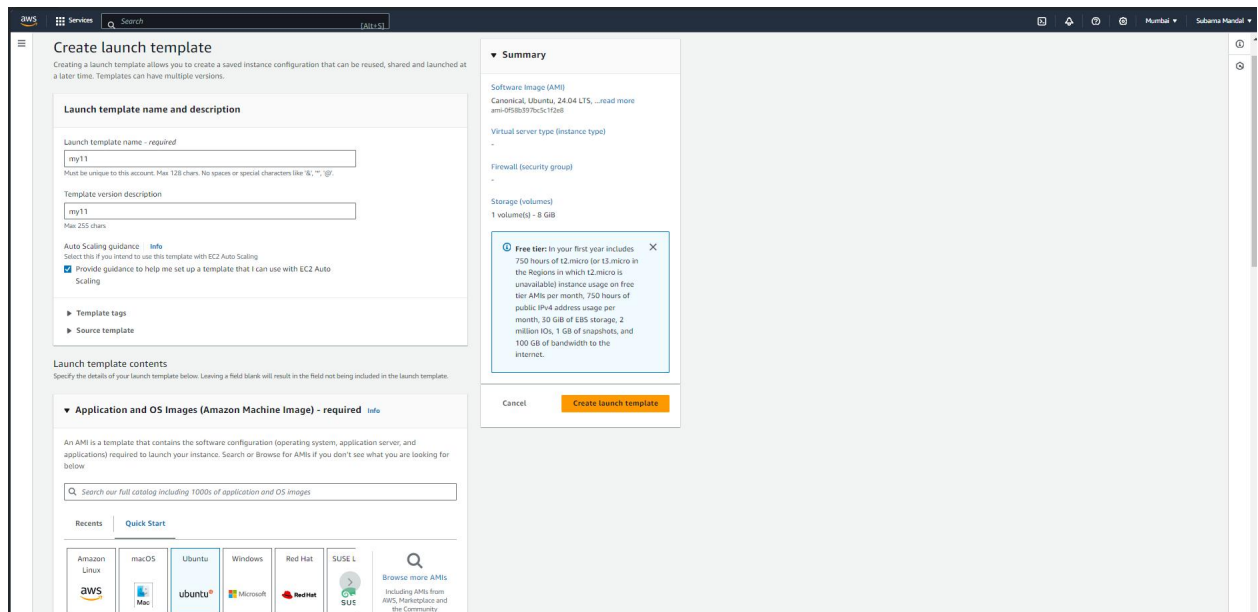 aws
Services
Search
[Alt+S]
Mumbai
Subarna Mandal
Create launch template
Creating a launch template allows you to create a saved instance configuration that can be reused, shared and launched at
a later time. Templates can have multiple versions.
Launch template name and description
Launch template name - required
my11
Must be unique to this account. Max 128 chars. No spaces or special characters like '&', '*', '@'.
Template version description
my11
Max 255 chars
Auto Scaling guidance Info
Select this if you intend to use this template with EC2 Auto Scaling
Provide guidance to help me set up a template that I can use with EC2 Auto
Scaling
Template tags
Source template
Launch template contents
Specify the details of your launch template below. Leaving a field blank will result in the field not being included in the launch template.
Application and OS Images (Amazon Machine Image) - required Info
An AMI is a template that contains the software configuration (operating system, application server, and
applications) required to launch your instance. Search or Browse for AMIs if you don't see what you are looking for
below
Search our full catalog including 1000s of application and OS images
Recents
Quick Start
Amazon
Linux
aws
macOS
Mac
Ubuntu
ubuntu
Windows
Microsoft
Red Hat
Red Hat
SUSE L
SUS
Browse more AMIs
Including AMIs from
AWS, Marketplace and
the Community
Summary
Software Image (AMI)
Canonical, Ubuntu, 24.04 LTS, ...read more
ami-0f58b397bc5c1f2e8
Virtual server type (instance type)
-
Firewall (security group)
-
Storage (volumes)
1 volume(s) - 8 GiB
Free tier: In your first year includes
750 hours of t2.micro (or t3.micro in
the Regions in which t2.micro is
unavailable) instance usage on free
tier AMIs per month, 750 hours of
public IPv4 address usage per
month, 30 GiB of EBS storage, 2
million IOs, 1 GB of snapshots, and
100 GB of bandwidth to the
internet.
Cancel
Create launch template